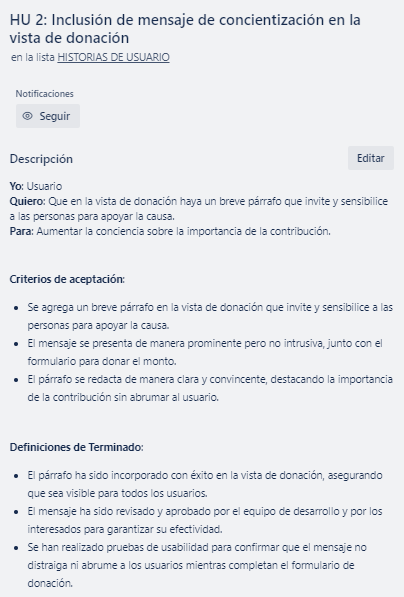 HU 2: Inclusión de mensaje de concientización en la
vista de donación
en la lista HISTORIAS DE USUARIO
Notificaciones
Seguir
Descripción
Editar
Yo: Usuario
Quiero: Que en la vista de donación haya un breve párrafo que invite y sensibilice
a las personas para apoyar la causa.
Para: Aumentar la conciencia sobre la importancia de la contribución.
Criterios de aceptación:
• Se agrega un breve párrafo en la vista de donación que invite y sensibilice a las
personas para apoyar la causa.
• El mensaje se presenta de manera prominente pero no intrusiva, junto con el
formulario para donar el monto.
• El párrafo se redacta de manera clara y convincente, destacando la importancia
de la contribución sin abrumar al usuario.
Definiciones de Terminado:
• El párrafo ha sido incorporado con éxito en la vista de donación, asegurando
que sea visible para todos los usuarios.
• El mensaje ha sido revisado y aprobado por el equipo de desarrollo y por los
interesados para garantizar su efectividad.
• Se han realizado pruebas de usabilidad para confirmar que el mensaje no
distraiga ni abrume a los usuarios mientras completan el formulario de
donación.